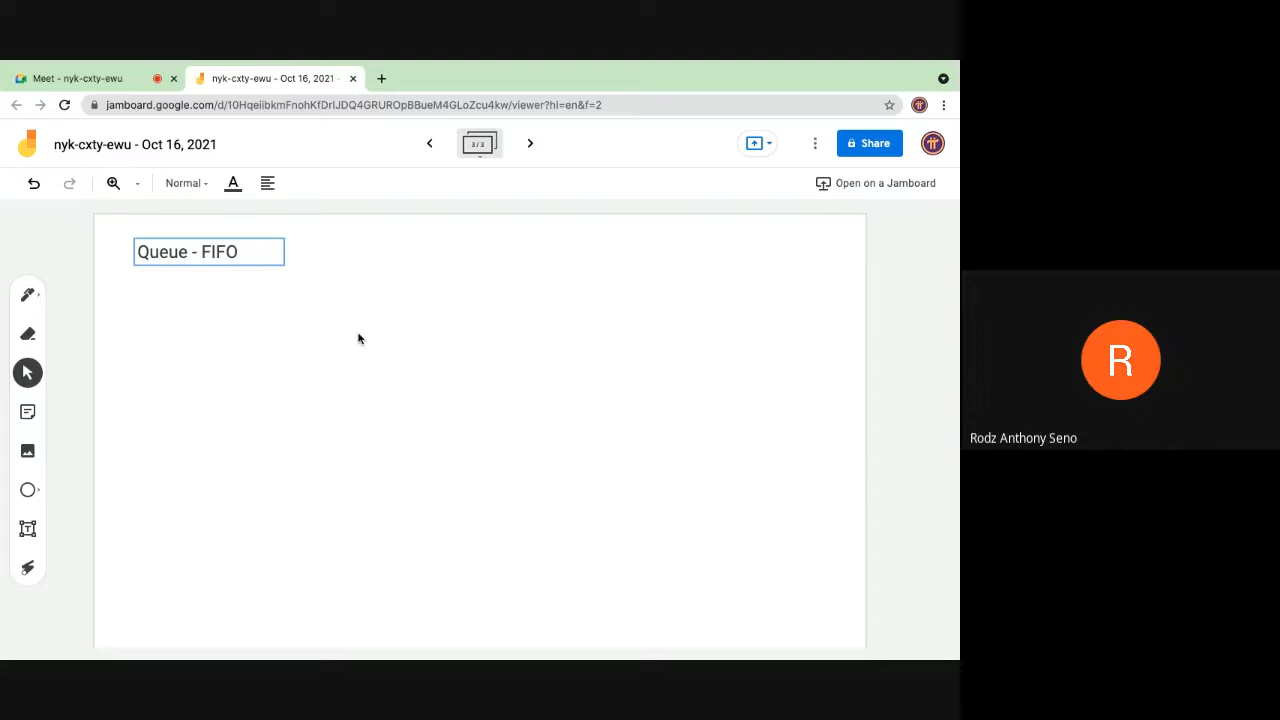 Meet - nyk-cxty-ewu
nyk-cxty-ewu - Oct 16, 2021 -
jamboard.google.com/d/10HqeiibkmFnohKfDrIJDQ4GRUROpBBueM4GLoZcu4kw/viewer?hl=en&f=2
nyk-cxty-ewu - Oct 16, 2021
3 / 3
Share
Normal
A
Open on a Jamboard
Queue - FIFO
T
R
Rodz Anthony Seno